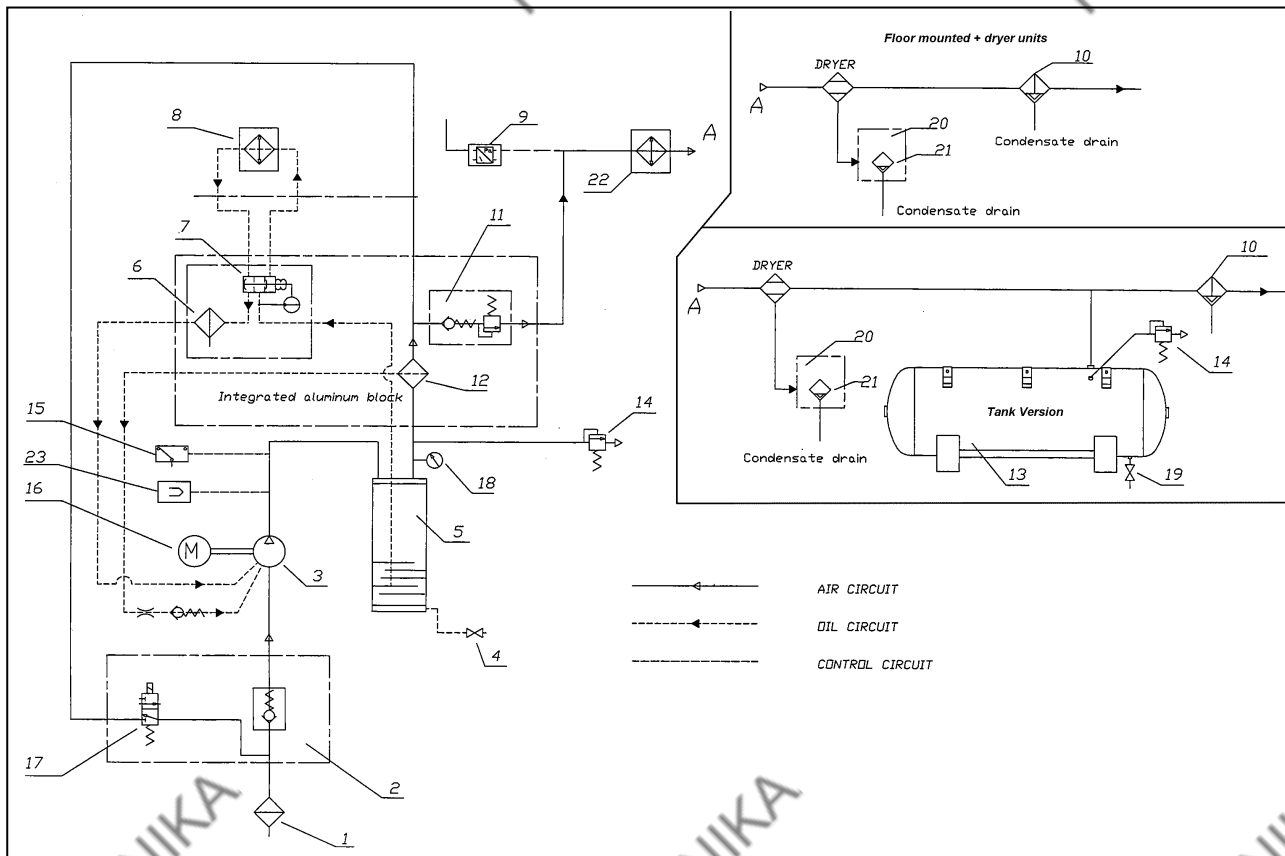 Floor mounted + dryer units
DRYER
10
A
20
21
Condensate drain
Condensate drain
8
9
A
22
7
11
6
12
Integrated aluminum block
14
15
18
23
16
M
3
5
4
17
2
1
DRYER
10
A
20
21
14
Tank Version
Condensate drain
13
19
AIR CIRCUIT
OIL CIRCUIT
CONTROL CIRCUIT
NIKA
NIKA